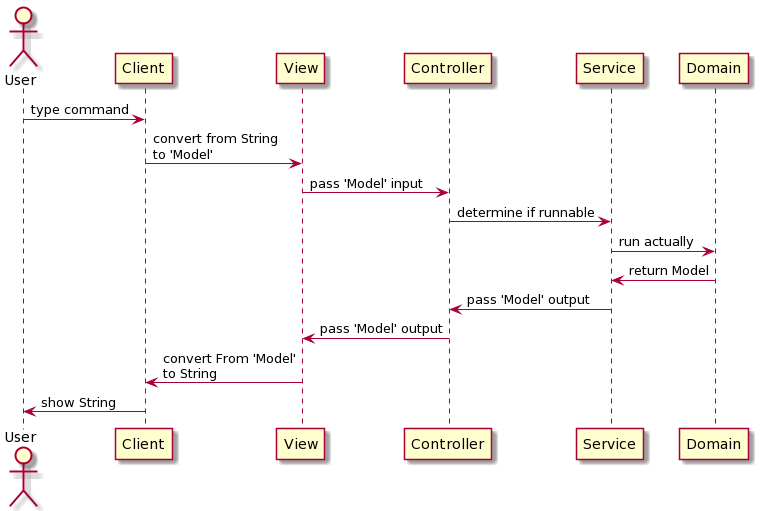 User
Client
View
Controller
Service
Domain
type command
convert from String
to 'Model'
pass 'Model' input
determine if runnable
run actually
return Model
pass 'Model' output
pass 'Model' output
convert From 'Model'
to String
show String
User
Client
View
Controller
Service
Domain